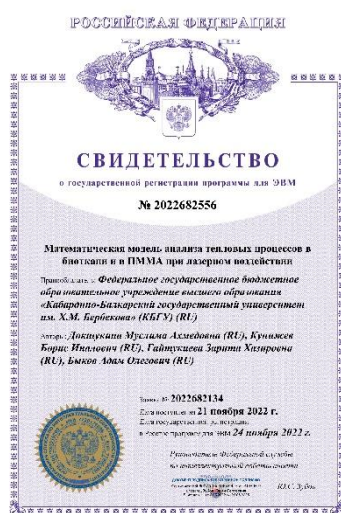 РОССИЙСКАЯ ФЕДЕРАЦИЯ
СВИДЕТЕЛЬСТВО
о государственной регистрации программы для ЭВМ
№ 2022682556
Математическая модель анализа тепловых процессов в
биоткани и в ПММА при лазерном воздействии
Правообладатель: Федеральное государственное бюджетное
образовательное учреждение высшего образования
«Кабардино-Балкарский государственный университет
им. Х.М. Бербекова» (КБГУ) (RU)
Авторы: Докшукина Муслима Ахмедовна (RU), Кунижев
Борис Иналович (RU), Гайтукиева Зарита Хизировна
(RU), Быков Адам Олегович (RU)
Заявка № 2022682134
Дата поступления 21 ноября 2022 г.
Дата государственной регистрации
в Реестре программ для ЭВМ 24 ноября 2022 г.
Руководитель Федеральной службы
по интеллектуальной собственности
Ю.С. Зубов